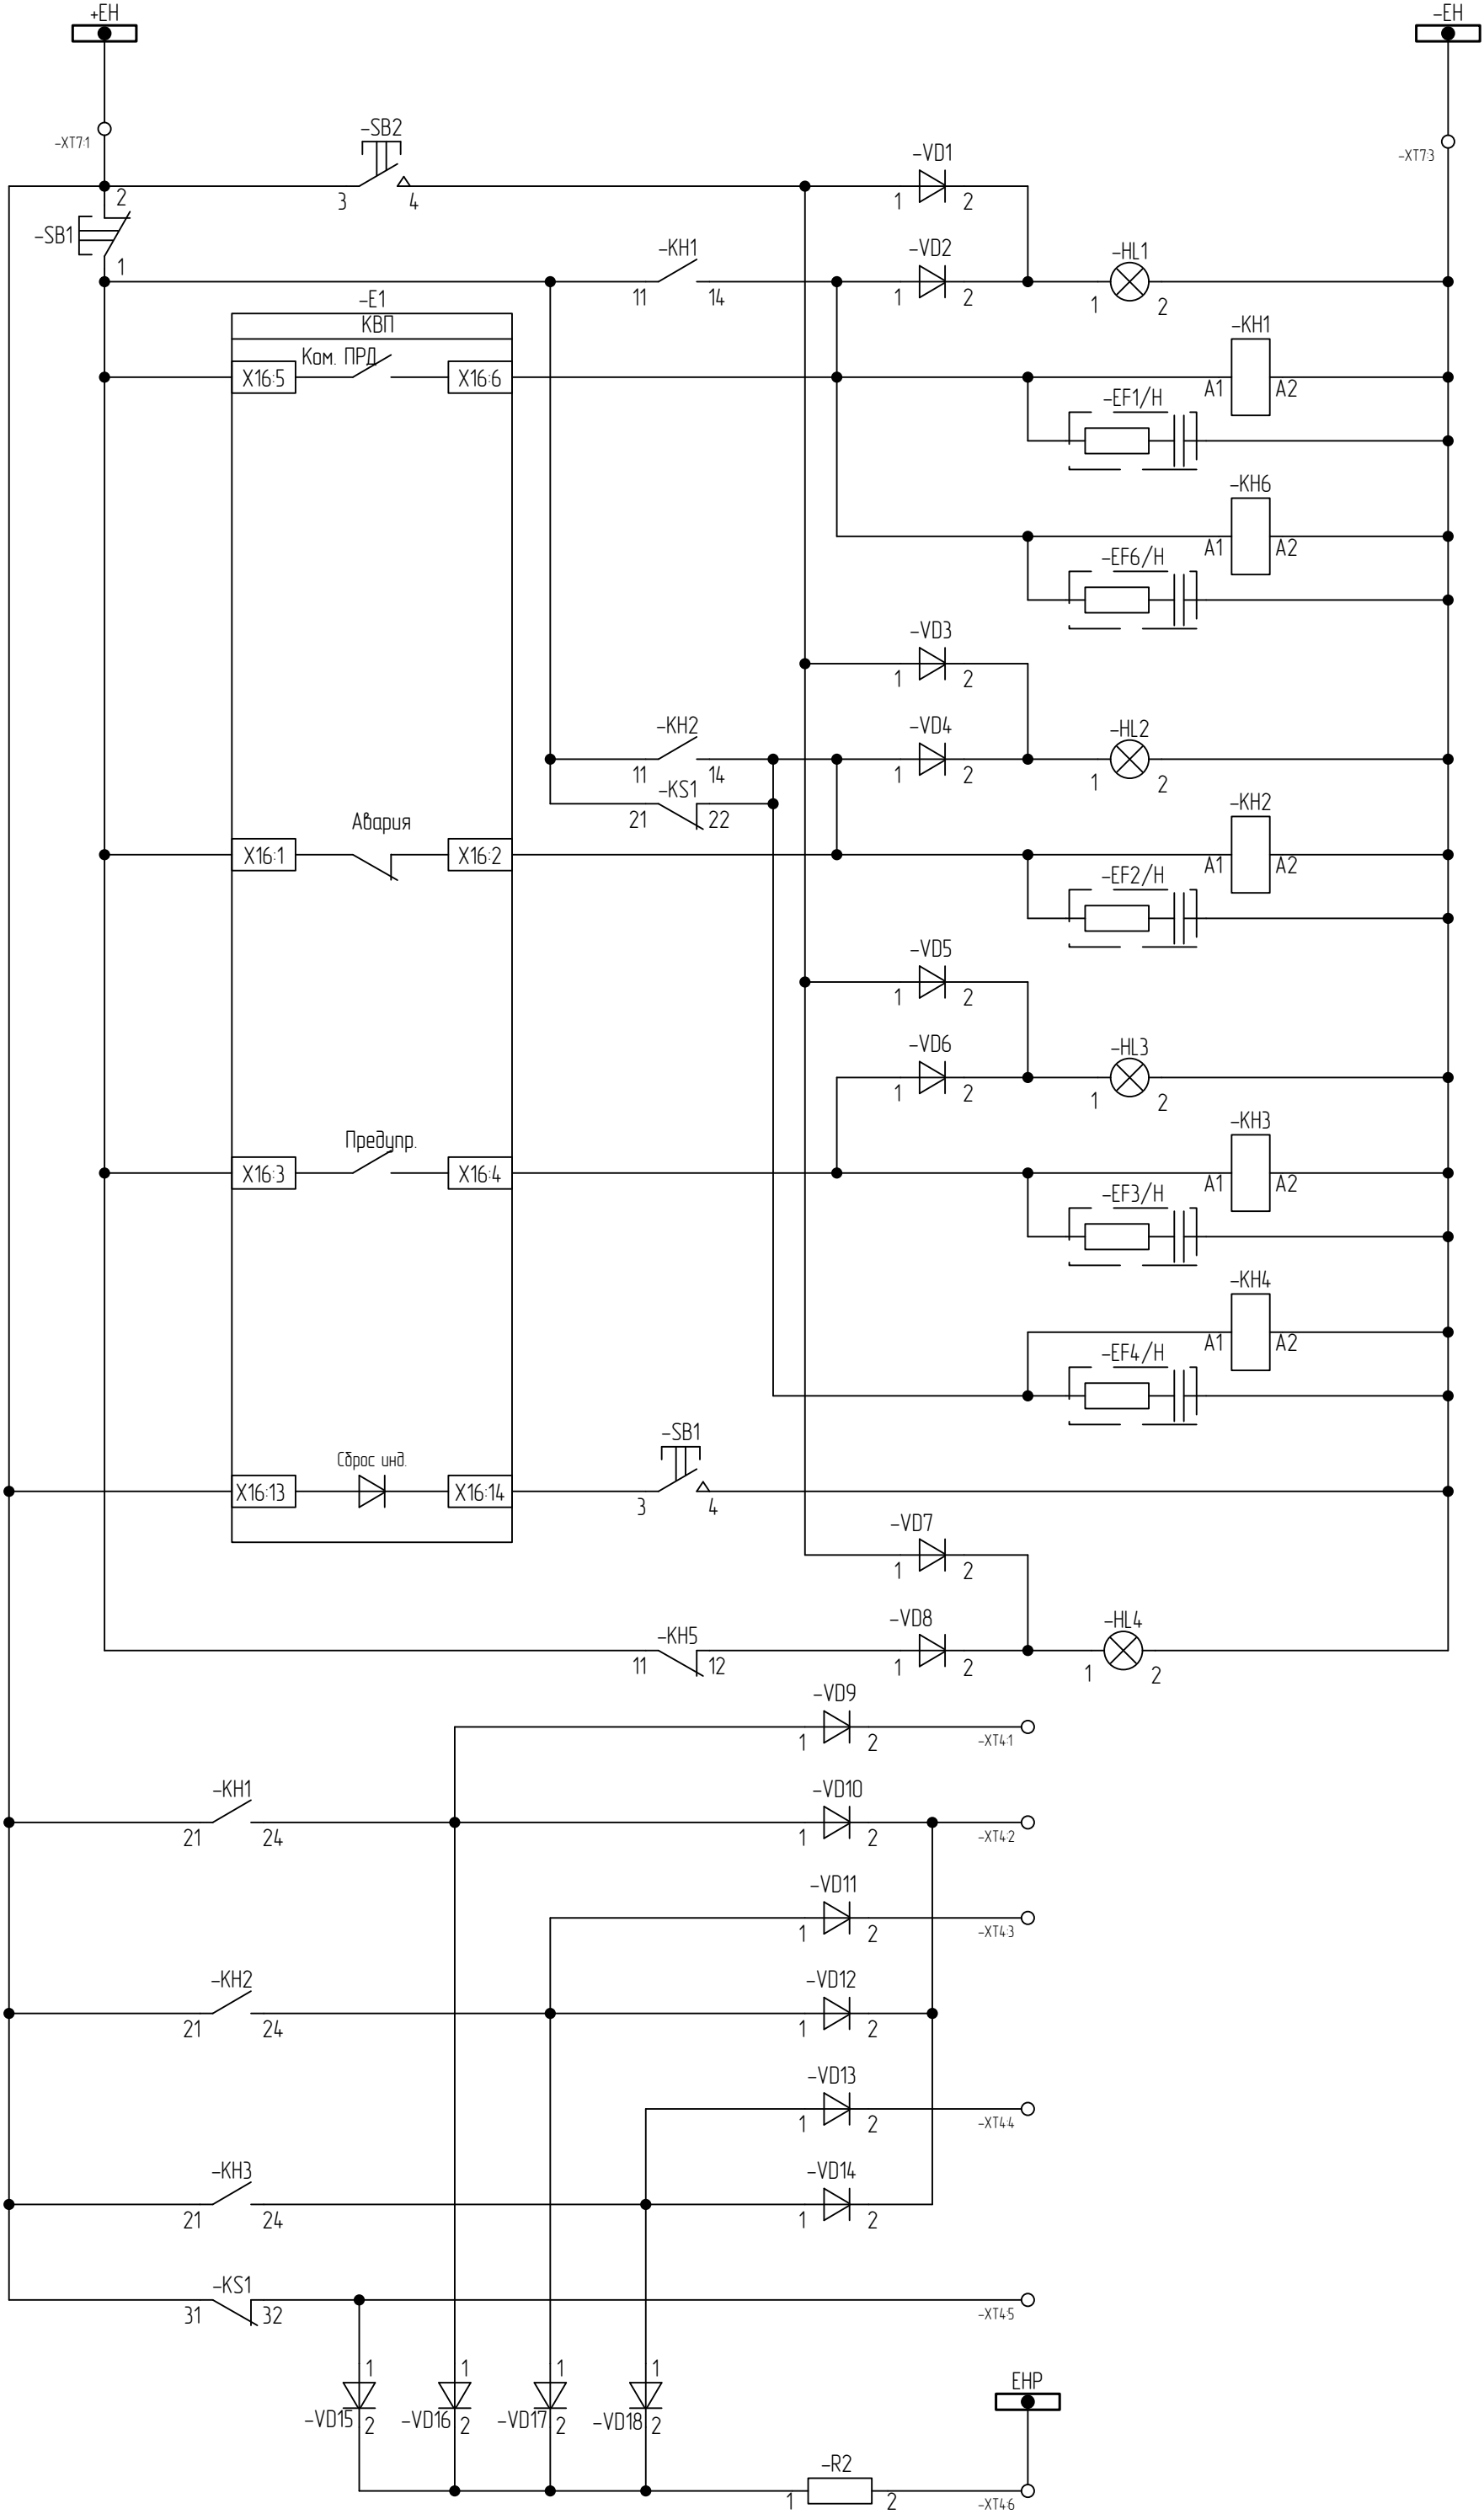 +EH
-EH
-XT7:1
-XT7:3
-SB2
3
4
-VD1
1
2
2
-SB1
1
-KH1
11
14
-VD2
1
2
-HL1
1
2
-E1
КВП
Ком. ПРД
X16:5
X16:6
-KH1
A1
A2
-EF1/H
-KH6
A1
A2
-EF6/H
-VD3
1
2
-KH2
11
14
-VD4
1
2
-HL2
1
2
-KS1
21
22
Авария
X16:1
X16:2
-KH2
A1
A2
-EF2/H
-VD5
1
2
-VD6
1
2
-HL3
1
2
Предупр.
X16:3
X16:4
-KH3
A1
A2
-EF3/H
-KH4
A1
A2
-EF4/H
Сброс инд.
X16:13
X16:14
-SB1
3
4
-VD7
1
2
-KH5
11
12
-VD8
1
2
-HL4
1
2
-VD9
1
2
-XT4:1
-KH1
21
24
-VD10
1
2
-XT4:2
-VD11
1
2
-XT4:3
-KH2
21
24
-VD12
1
2
-VD13
1
2
-XT4:4
-KH3
21
24
-VD14
1
2
-KS1
31
32
-XT4:5
1
1
1
1
-VD15
2
-VD16
2
-VD17
2
-VD18
2
EHP
-R2
1
2
-XT4:6